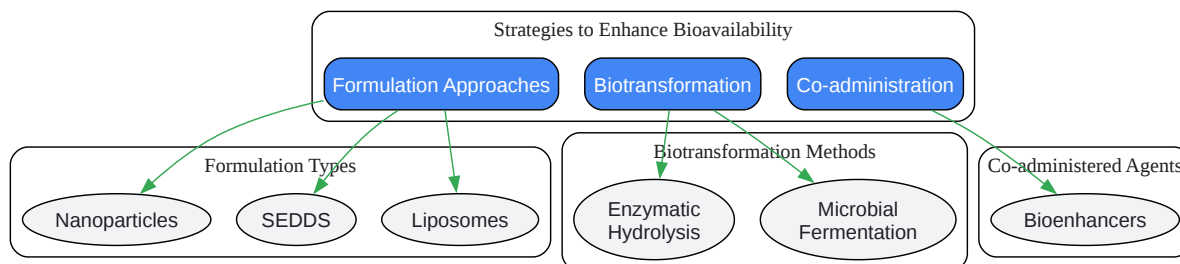 Strategies to Enhance Bioavailability
Formulation Approaches
Biotransformation
Co-administration
Formulation Types
Biotransformation Methods
Co-administered Agents
Nanoparticles
SEDDS
Liposomes
Enzymatic
Hydrolysis
Microbial
Fermentation
Bioenhancers